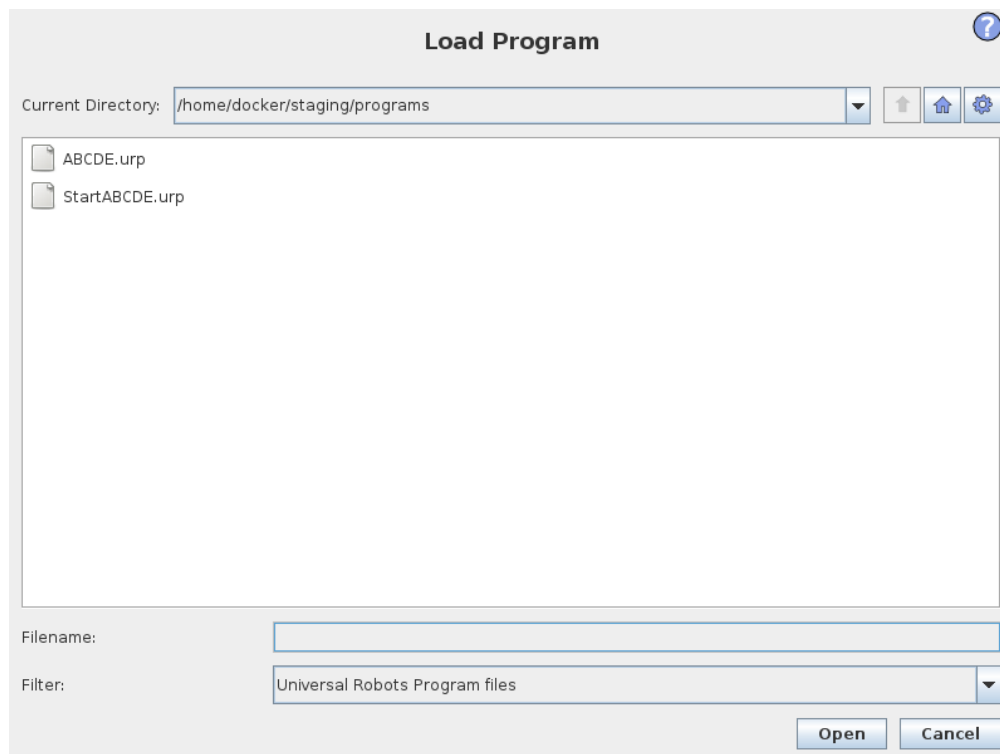 Load Program
?
Current Directory: /home/docker/staging/programs
ABCDE.urp
StartABCDE.urp
Filename:
Filter: Universal Robots Program files
Open Cancel